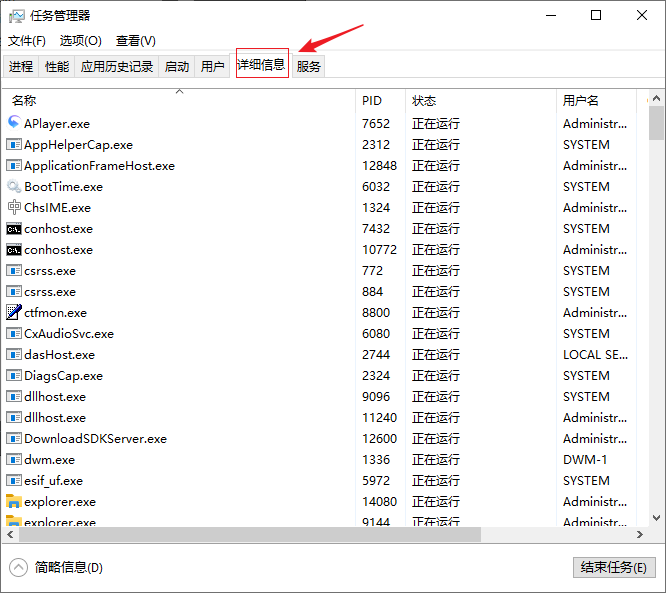 任务管理器
文件(F) 选项(O) 查看(V)
进程 性能 应用历史记录 启动 用户 详细信息 服务
名称 PID 状态 用户名
APlayer.exe 7652 正在运行 Administr...
AppHelperCap.exe 2312 正在运行 SYSTEM
ApplicationFrameHost.exe 12848 正在运行 Administr...
BootTime.exe 6032 正在运行 SYSTEM
ChsIME.exe 1324 正在运行 Administr...
conhost.exe 7432 正在运行 SYSTEM
conhost.exe 10772 正在运行 Administr...
csrss.exe 772 正在运行 SYSTEM
csrss.exe 884 正在运行 SYSTEM
ctfmon.exe 8800 正在运行 Administr...
CxAudioSvc.exe 6080 正在运行 SYSTEM
dasHost.exe 2744 正在运行 LOCAL SE...
DiagsCap.exe 2324 正在运行 SYSTEM
dllhost.exe 9096 正在运行 SYSTEM
dllhost.exe 11240 正在运行 Administr...
DownloadSDKServer.exe 12600 正在运行 Administr...
dwm.exe 1336 正在运行 DWM-1
esif_uf.exe 5972 正在运行 SYSTEM
explorer.exe 14080 正在运行 Administr...
explorer.exe 9144 正在运行 Administr...
简略信息(D) 结束任务(E)